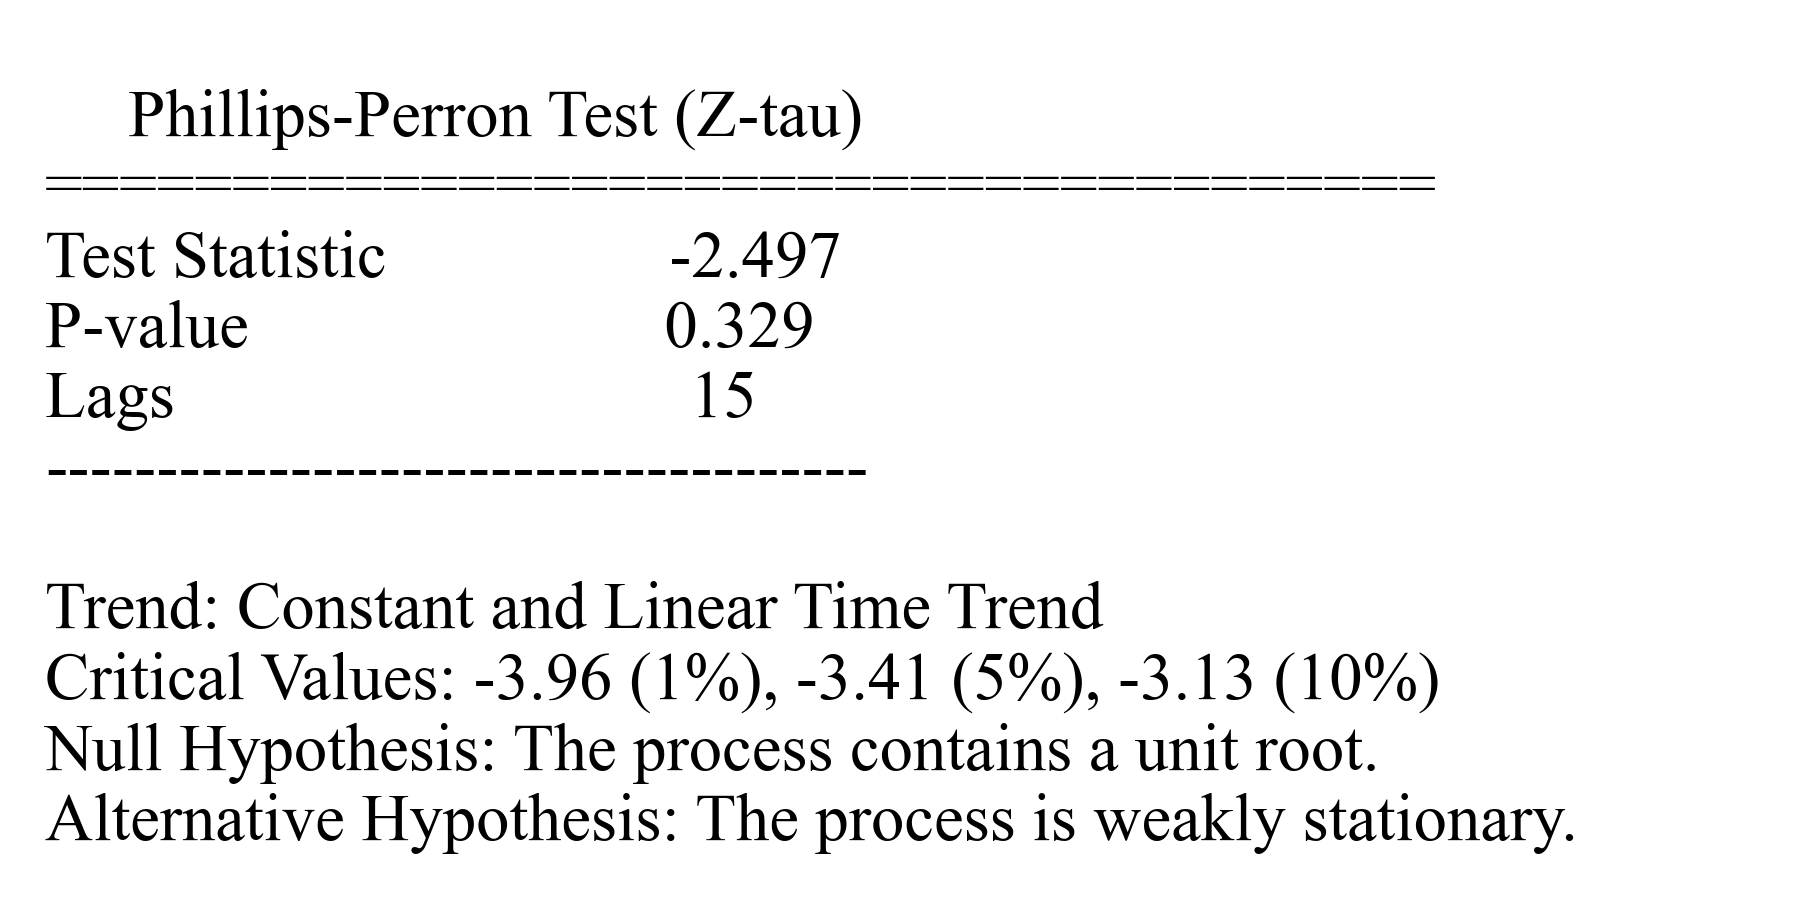 Phillips-Perron Test (Z-tau)
=====================================
Test Statistic -2.497
P-value 0.329
Lags 15
-------------------------------------
Trend: Constant and Linear Time Trend
Critical Values: -3.96 (1%), -3.41 (5%), -3.13 (10%)
Null Hypothesis: The process contains a unit root.
Alternative Hypothesis: The process is weakly stationary.